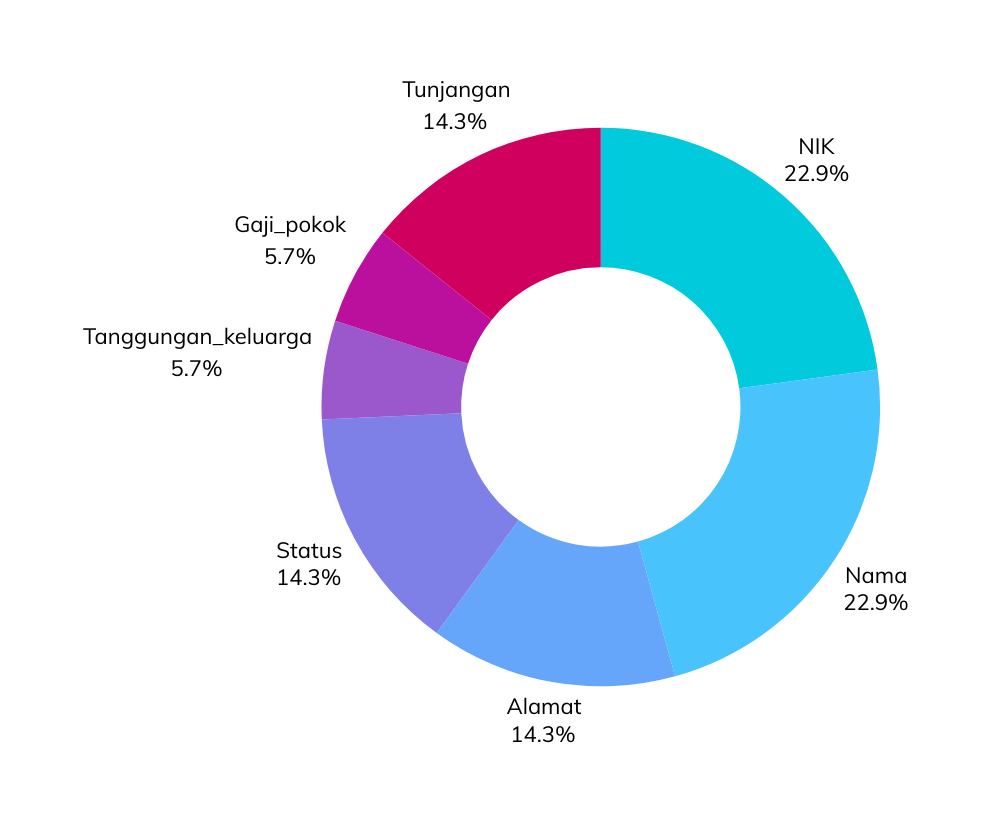 Tunjangan
14.3%
NIK
22.9%
Gaji_pokok
5.7%
Tanggungan_keluarga
5.7%
Status
14.3%
Nama
22.9%
Alamat
14.3%